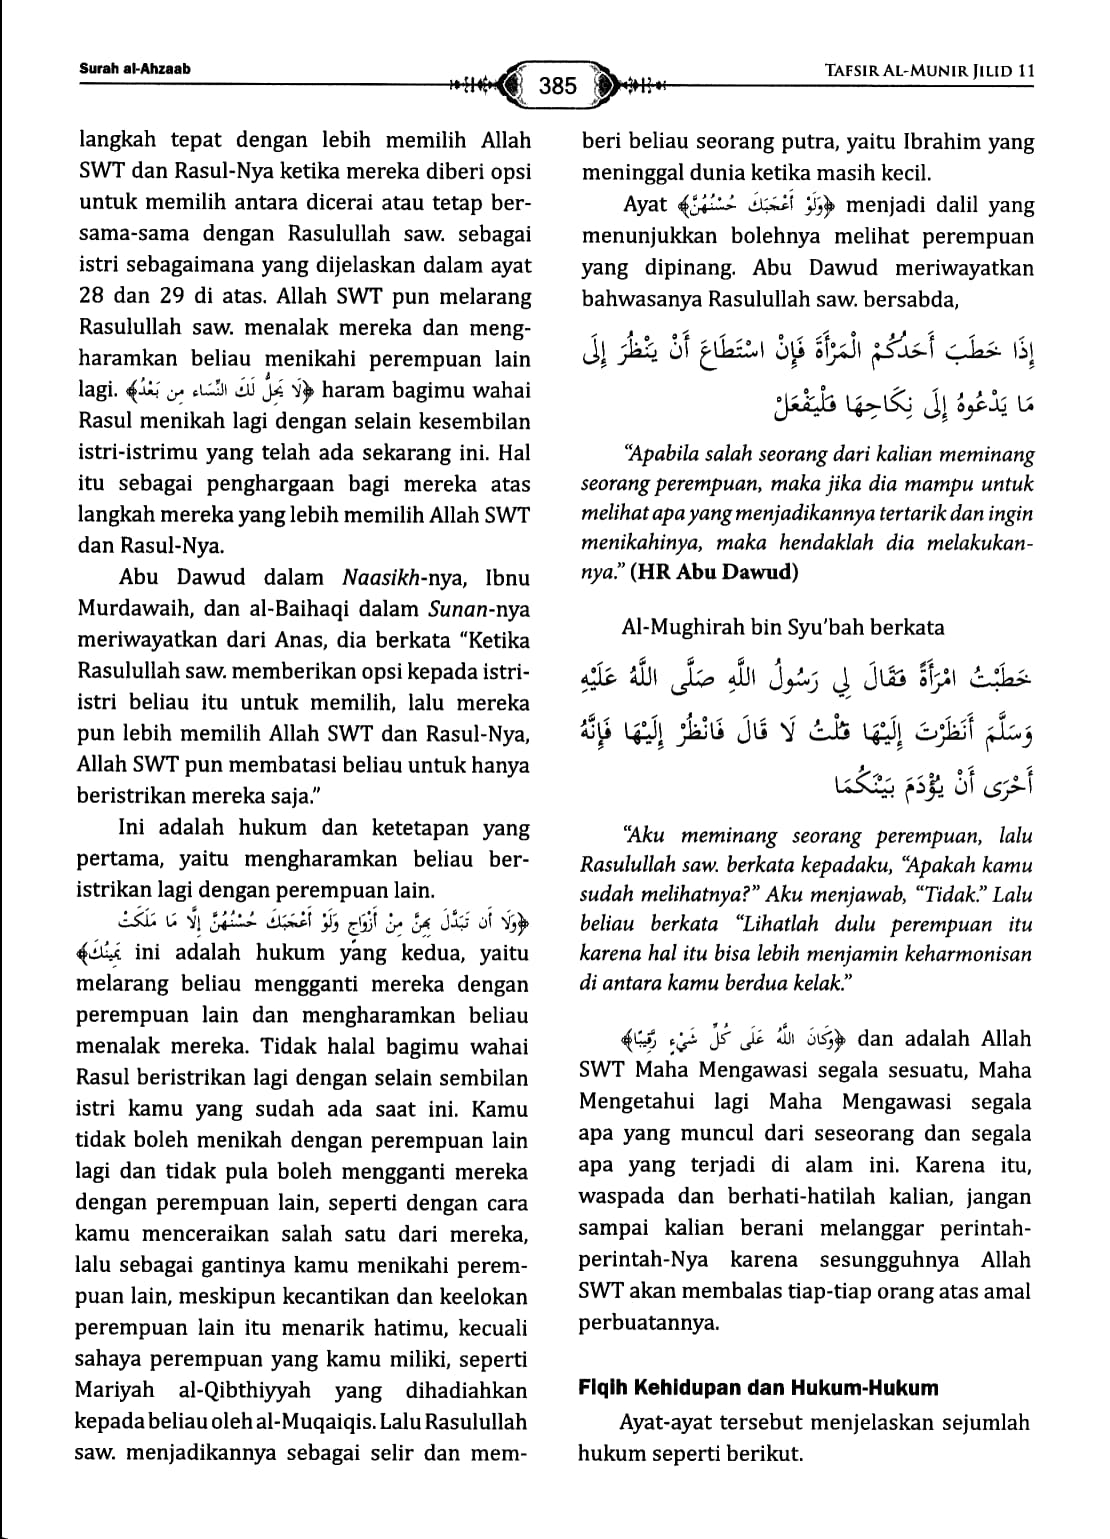 Surah al-Ahzaab
385
TAFSIR AL-MUNIR JILID 11
langkah tepat dengan lebih memilih Allah
SWT dan Rasul-Nya ketika mereka diberi opsi
untuk memilih antara dicerai atau tetap ber-
sama-sama dengan Rasulullah saw. sebagai
istri sebagaimana yang dijelaskan dalam ayat
28 dan 29 di atas. Allah SWT pun melarang
Rasulullah saw. menalak mereka dan meng-
haramkan beliau menikahi perempuan lain
lagi. ﴿لَا يَحِلُّ لَكَ النِّسَاء مِن بَعْدُ﴾ haram bagimu wahai
Rasul menikah lagi dengan selain kesembilan
istri-istrimu yang telah ada sekarang ini. Hal
itu sebagai penghargaan bagi mereka atas
langkah mereka yang lebih memilih Allah SWT
dan Rasul-Nya.
Abu Dawud dalam Naasikh-nya, Ibnu
Murdawaih, dan al-Baihaqi dalam Sunan-nya
meriwayatkan dari Anas, dia berkata “Ketika
Rasulullah saw. memberikan opsi kepada istri-
istri beliau itu untuk memilih, lalu mereka
pun lebih memilih Allah SWT dan Rasul-Nya,
Allah SWT pun membatasi beliau untuk hanya
beristrikan mereka saja.”
Ini adalah hukum dan ketetapan yang
pertama, yaitu mengharamkan beliau ber-
istrikan lagi dengan perempuan lain.
﴿وَلَا أَن تَبَدَّلَ بِهِنَّ مِنْ أَزْوَاجٍ وَلَوْ أَعْجَبَكَ حُسْنُهُنَّ إِلَّا مَا مَلَكَتْ
يَمِينُكَ﴾ ini adalah hukum yang kedua, yaitu
melarang beliau mengganti mereka dengan
perempuan lain dan mengharamkan beliau
menalak mereka. Tidak halal bagimu wahai
Rasul beristrikan lagi dengan selain sembilan
istri kamu yang sudah ada saat ini. Kamu
tidak boleh menikah dengan perempuan lain
lagi dan tidak pula boleh mengganti mereka
dengan perempuan lain, seperti dengan cara
kamu menceraikan salah satu dari mereka,
lalu sebagai gantinya kamu menikahi perem-
puan lain, meskipun kecantikan dan keelokan
perempuan lain itu menarik hatimu, kecuali
sahaya perempuan yang kamu miliki, seperti
Mariyah al-Qibthiyyah yang dihadiahkan
kepada beliau oleh al-Muqaiqis. Lalu Rasulullah
saw. menjadikannya sebagai selir dan mem-
beri beliau seorang putra, yaitu Ibrahim yang
meninggal dunia ketika masih kecil.
Ayat ﴿وَلَوْ أَعْجَبَكَ حُسْنُهُنَّ﴾ menjadi dalil yang
menunjukkan bolehnya melihat perempuan
yang dipinang. Abu Dawud meriwayatkan
bahwasanya Rasulullah saw. bersabda,
إِذَا خَطَبَ أَحَدُكُمْ الْمَرْأَةَ فَإِنْ اسْتَطَاعَ أَنْ يَنْظُرَ إِلَى
مَا يَدْعُوهُ إِلَى نِكَاحِهَا فَلْيَفْعَلْ
“Apabila salah seorang dari kalian meminang
seorang perempuan, maka jika dia mampu untuk
melihat apa yang menjadikannya tertarik dan ingin
menikahinya, maka hendaklah dia melakukan-
nya.” (HR Abu Dawud)
Al-Mughirah bin Syu’bah berkata
خَطَبْتُ امْرَأَةً فَقَالَ لِي رَسُولُ اللَّهِ صَلَّى اللَّهُ عَلَيْهِ
وَسَلَّمَ أَنَظَرْتَ إِلَيْهَا قُلْتُ لَا قَالَ فَانْظُرْ إِلَيْهَا فَإِنَّهُ
أَحْرَى أَنْ يُؤْدَمَ بَيْنَكُمَا
“Aku meminang seorang perempuan, lalu
Rasulullah saw. berkata kepadaku, “Apakah kamu
sudah melihatnya?” Aku menjawab, “Tidak.” Lalu
beliau berkata “Lihatlah dulu perempuan itu
karena hal itu bisa lebih menjamin keharmonisan
di antara kamu berdua kelak.”
﴿وَكَانَ اللَّهُ عَلَى كُلِّ شَيْءٍ رَّقِيبًا﴾ dan adalah Allah
SWT Maha Mengawasi segala sesuatu, Maha
Mengetahui lagi Maha Mengawasi segala
apa yang muncul dari seseorang dan segala
apa yang terjadi di alam ini. Karena itu,
waspada dan berhati-hatilah kalian, jangan
sampai kalian berani melanggar perintah-
perintah-Nya karena sesungguhnya Allah
SWT akan membalas tiap-tiap orang atas amal
perbuatannya.
Fiqih Kehidupan dan Hukum-Hukum
Ayat-ayat tersebut menjelaskan sejumlah
hukum seperti berikut.